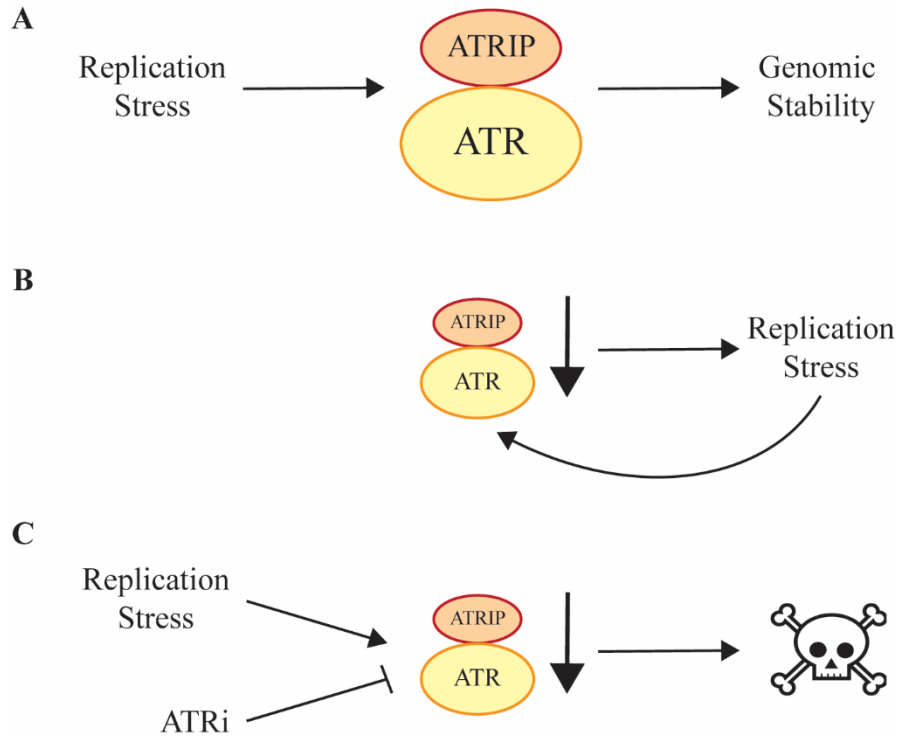 A
Replication
Stress
ATRIP
ATR
Genomic
Stability
B
ATRIP
ATR
Replication
Stress
C
Replication
Stress
ATRi
ATRIP
ATR